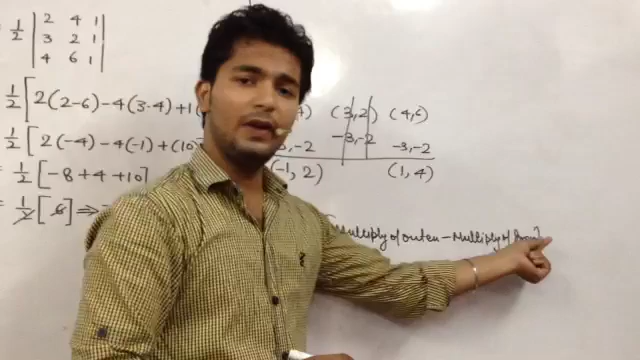 = 1/2 | 2 4 1 |
| 3 2 1 |
| 4 6 1 |
1/2 [ 2(2-6) - 4(3-4) + 1(
1/2 [ 2(-4) - 4(-1) + (10)
= 1/2 [ -8 + 4 + 10 ]
= 1/2 [ 6 ] ⇒
(3,2) (4,6)
-3,-2 -3,-2 -3,-2
(-1, 2) (1, 4)
Multiply of outer - Multiply of